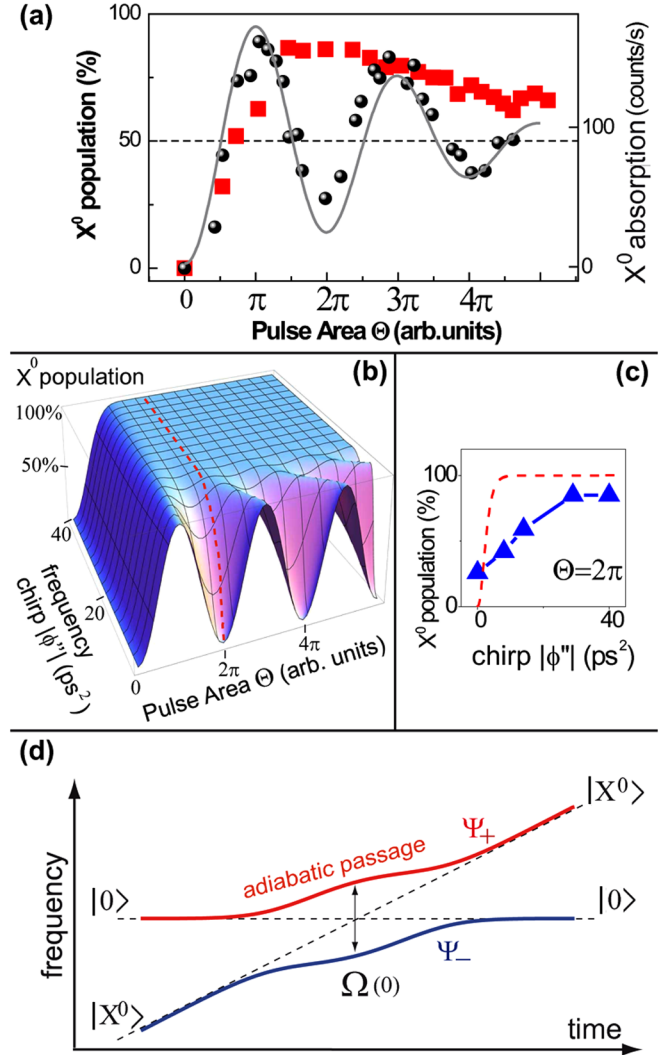 (a)
100
50
0
X⁰ population (%)
100
0
X⁰ absorption (counts/s)
0 π 2π 3π 4π
Pulse Area Θ (arb.units)
(b)
X⁰ population
100%
50%
40
20
0
frequency
chirp |ϕ''| (ps²)
2π
4π
Pulse Area Θ (arb. units)
(c)
100
0
X⁰ population (%)
Θ=2π
0 40
chirp |ϕ''| (ps²)
(d)
frequency
|X⁰>
Ψ₊
adiabatic passage
|0>
|0>
Ψ₋
Ω(0)
|X⁰>
time